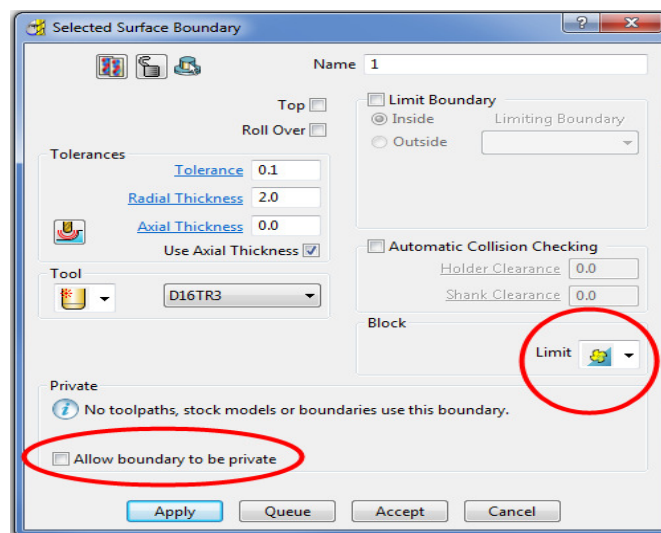 Selected Surface Boundary
Name 1
Top
Roll Over
Limit Boundary
Inside Limiting Boundary
Outside
Tolerances
Tolerance 0.1
Radial Thickness 2.0
Axial Thickness 0.0
Use Axial Thickness
Automatic Collision Checking
Holder Clearance 0.0
Shank Clearance 0.0
Tool
D16TR3
Block
Limit
Private
No toolpaths, stock models or boundaries use this boundary.
Allow boundary to be private
Apply Queue Accept Cancel